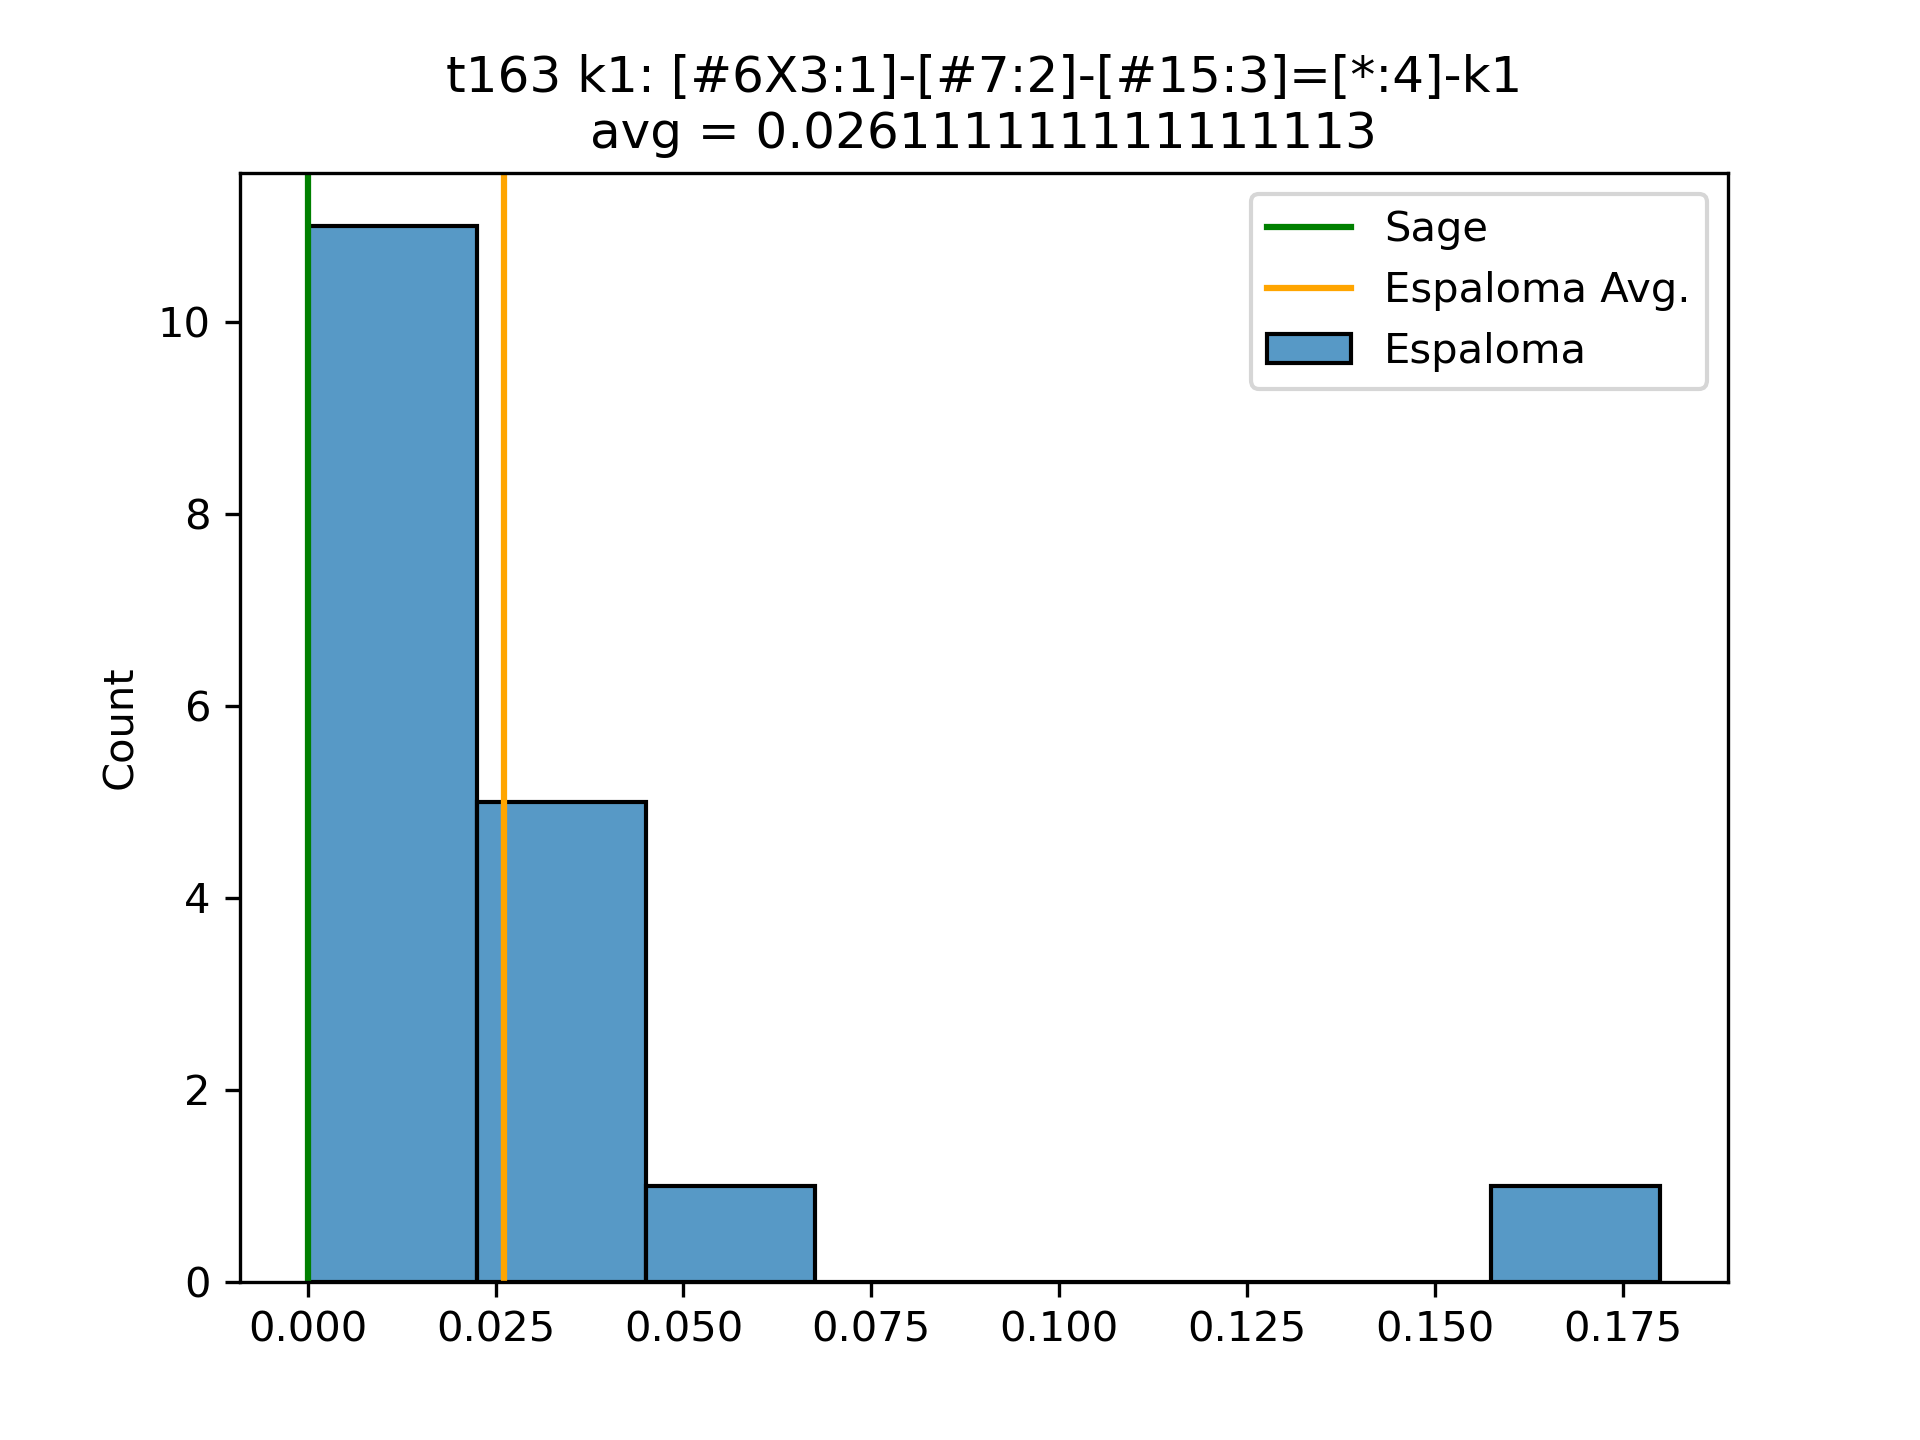 t163 k1: [#6X3:1]-[#7:2]-[#15:3]=[*:4]-k1
avg = 0.026111111111111113
Sage
Espaloma Avg.
Espaloma
Count
10
8
6
4
2
0
0.000 0.025 0.050 0.075 0.100 0.125 0.150 0.175